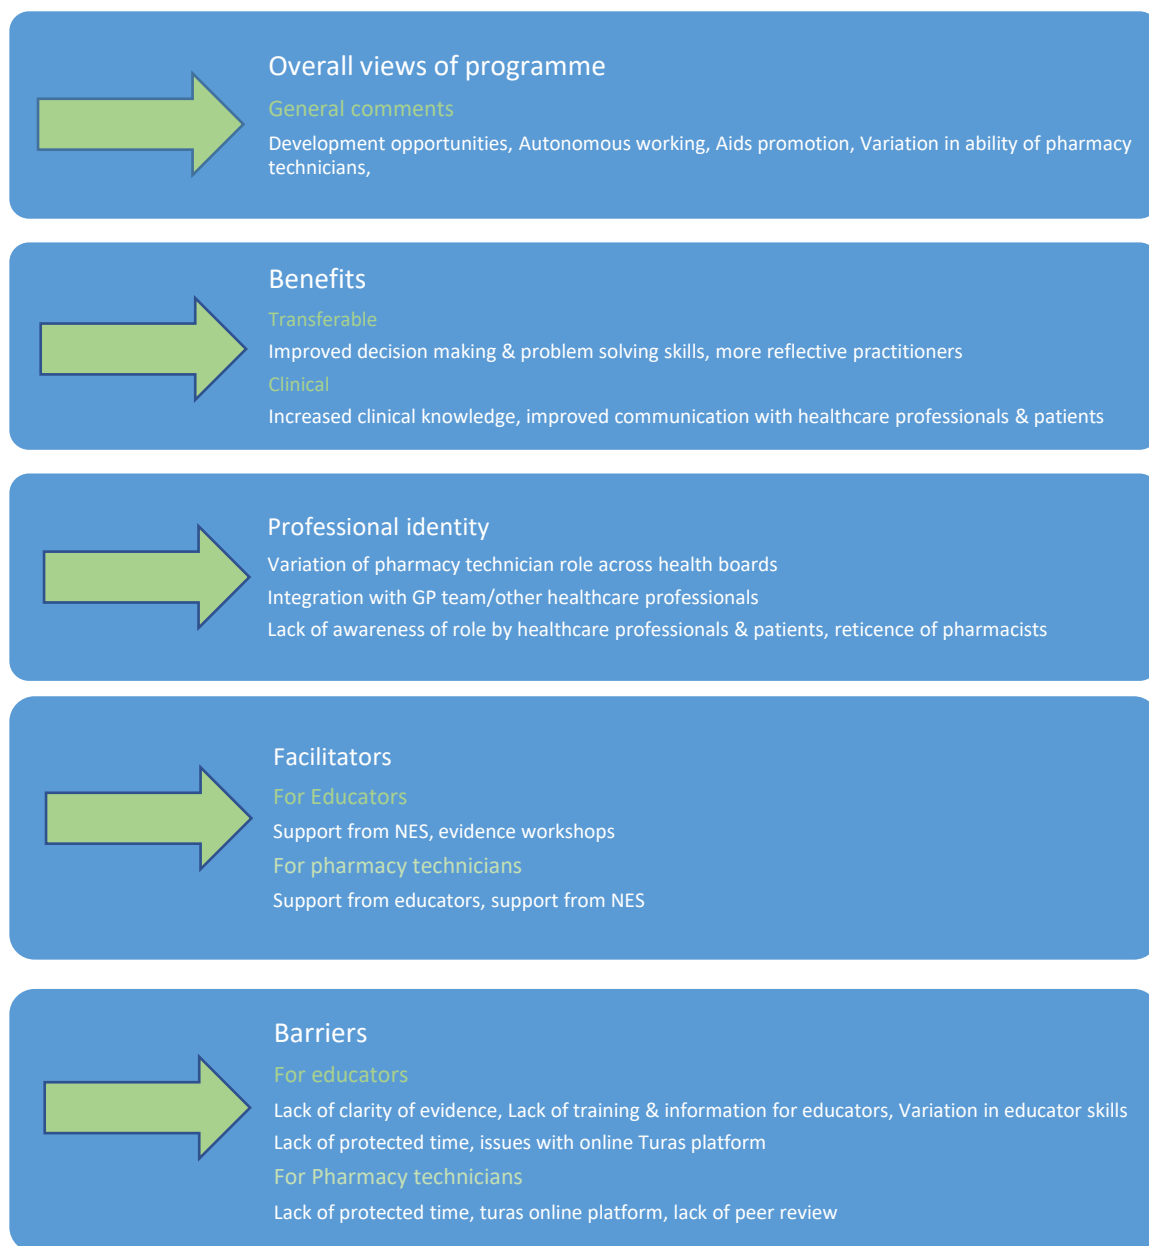 Overall views of programme
General comments
Development opportunities, Autonomous working, Aids promotion, Variation in ability of pharmacy
technicians,
Benefits
Transferable
Improved decision making & problem solving skills, more reflective practitioners
Clinical
Increased clinical knowledge, improved communication with healthcare professionals & patients
Professional identity
Variation of pharmacy technician role across health boards
Integration with GP team/other healthcare professionals
Lack of awareness of role by healthcare professionals & patients, reticence of pharmacists
Facilitators
For Educators
Support from NES, evidence workshops
For pharmacy technicians
Support from educators, support from NES
Barriers
For educators
Lack of clarity of evidence, Lack of training & information for educators, Variation in educator skills
Lack of protected time, issues with online Turas platform
For Pharmacy technicians
Lack of protected time, turas online platform, lack of peer review